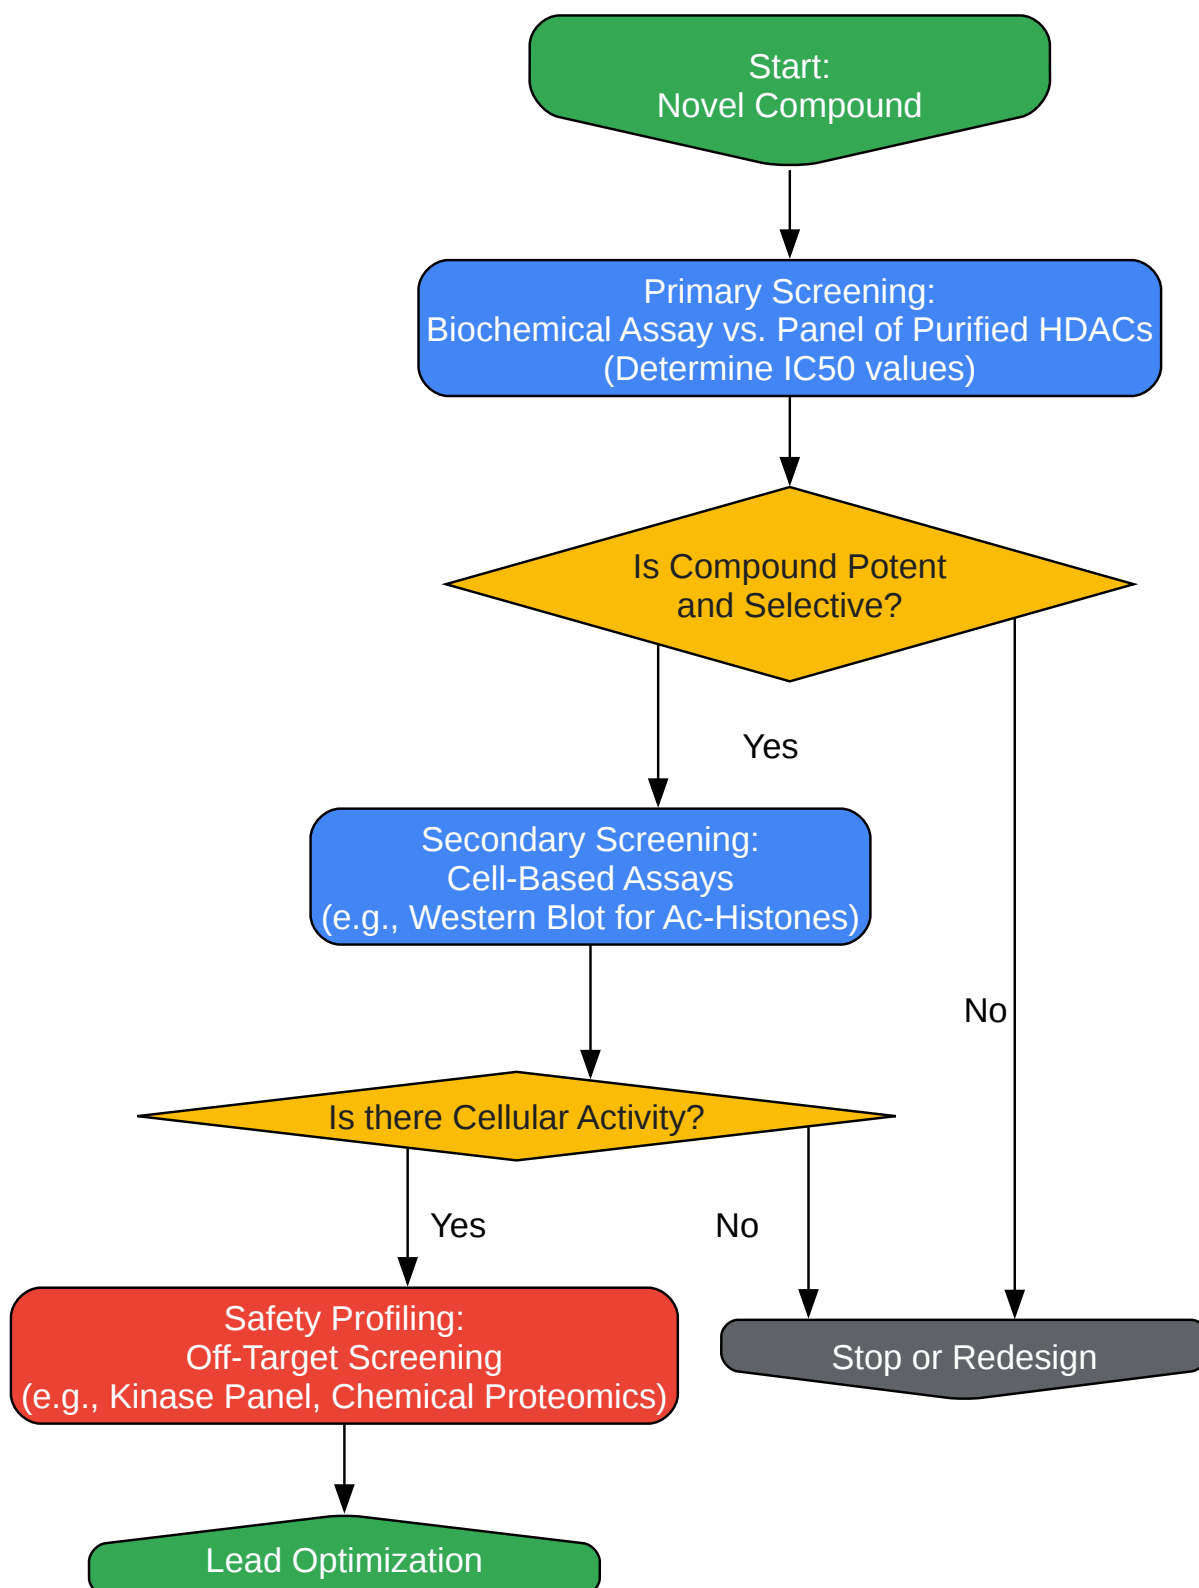 Start:
Novel Compound
Primary Screening:
Biochemical Assay vs. Panel of Purified HDACs
(Determine IC50 values)
Is Compound Potent
and Selective?
Yes
Secondary Screening:
Cell-Based Assays
(e.g., Western Blot for Ac-Histones)
No
Is there Cellular Activity?
Yes
No
Safety Profiling:
Off-Target Screening
(e.g., Kinase Panel, Chemical Proteomics)
Stop or Redesign
Lead Optimization